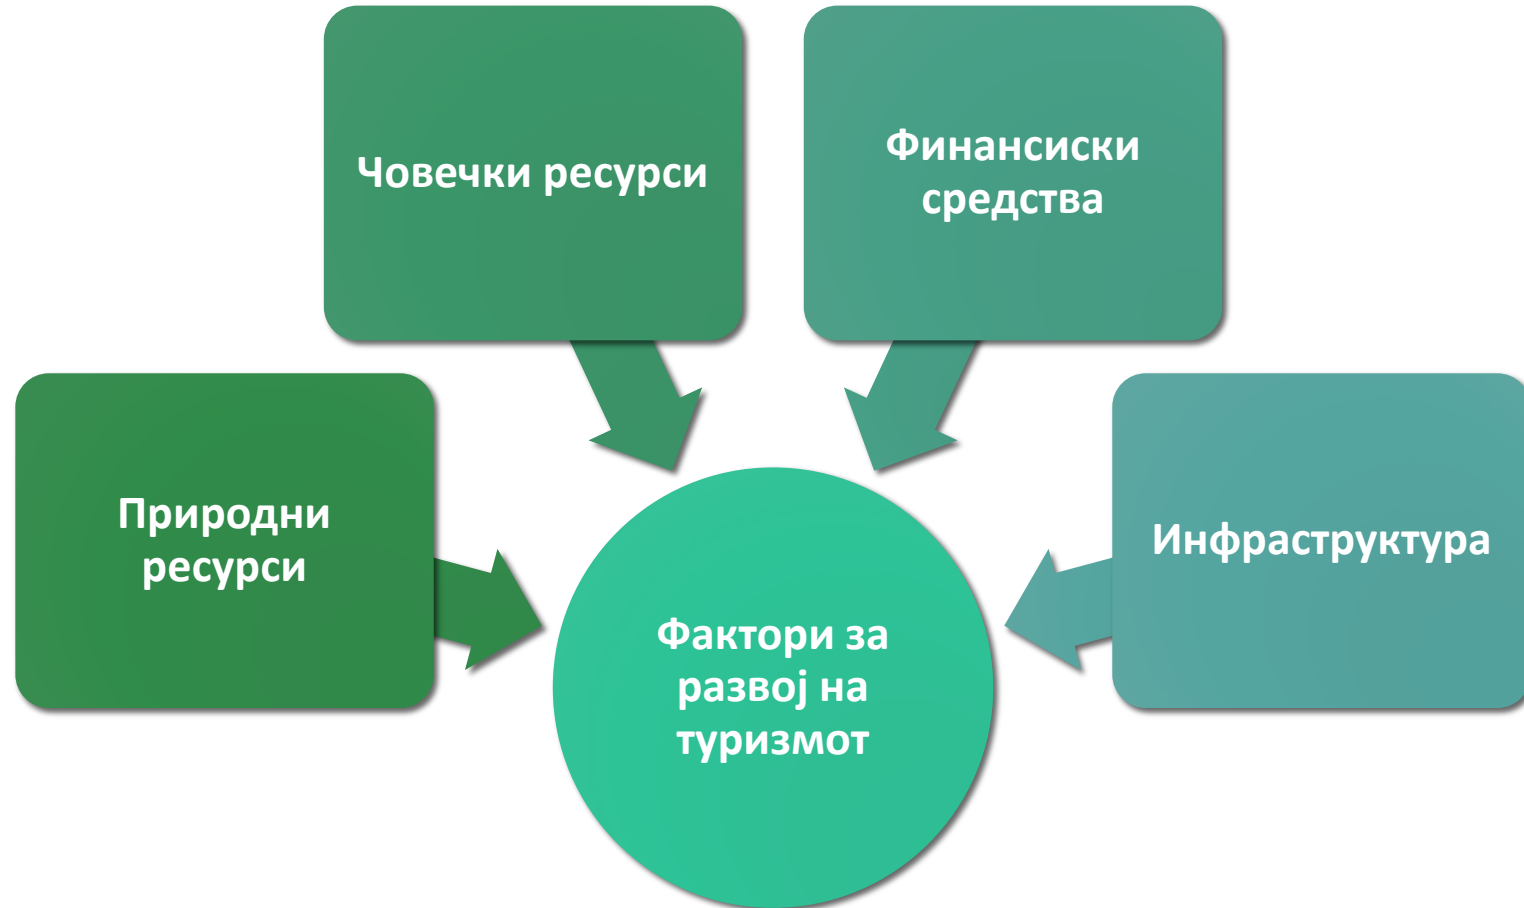 Човечки ресурси
Финансиски
средства
Природни
ресурси
Инфраструктура
Фактори за
развој на
туризмот